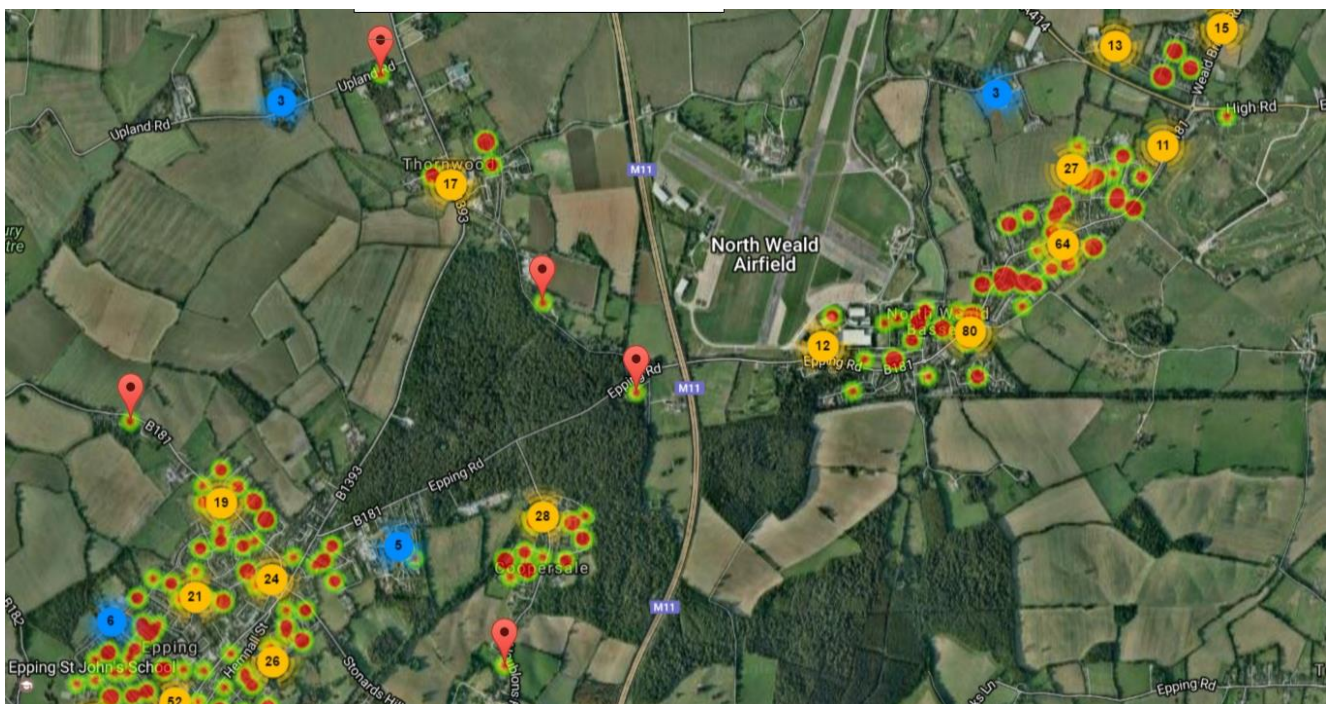 A414
15
13
Upland Rd
3
3
Weald Br
High Rd
Upland Rd
B181
11
Thornwood
M11
27
17
B1393
North Weald
Airfield
64
North Weald
Bassett
80
12
Epping Rd
B181
Epping Rd
M11
B181
Epping Rd
B1393
19
B181
28
5
Coopersale
24
21
M11
6
B182
Hemnall St
Epping
Epping St John's School
26
Stonards Hill
52
Epping Rd